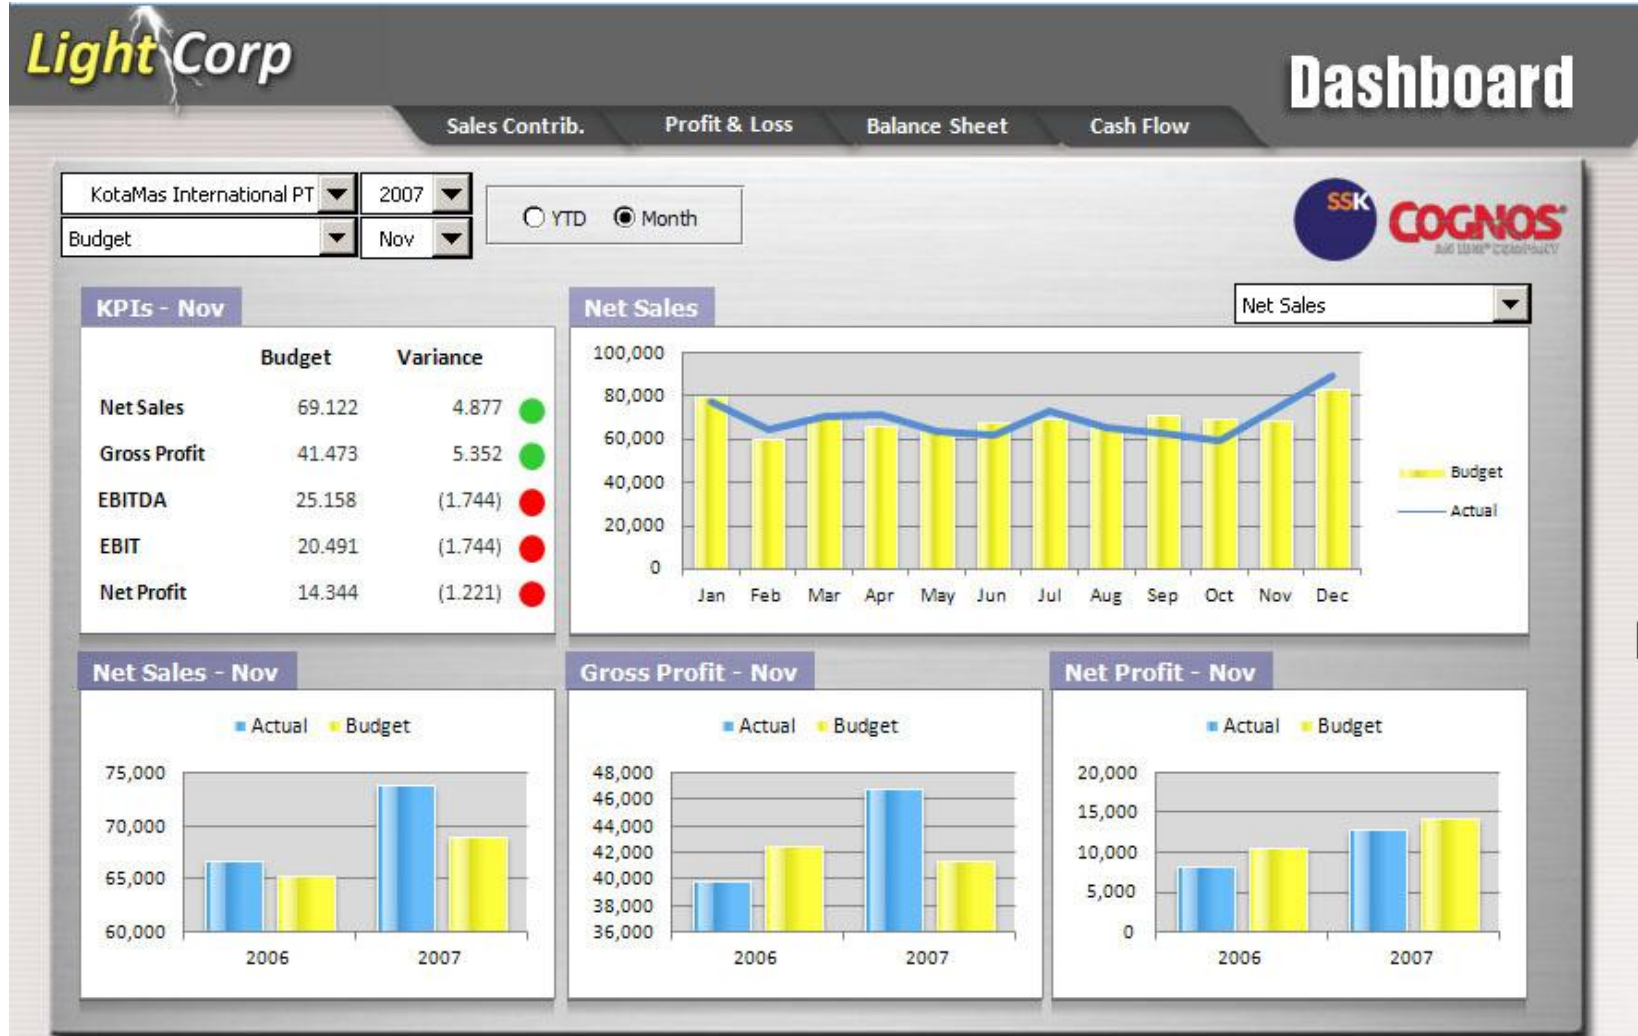 Light Corp
Dashboard
Sales Contrib. Profit & Loss Balance Sheet Cash Flow
KotaMas International PT 2007
YTD Month
Budget Nov
SSK COGNOS
AN IBM® COMPANY
KPIs - Nov
Budget Variance
Net Sales 69.122 4.877
Gross Profit 41.473 5.352
EBITDA 25.158 (1.744)
EBIT 20.491 (1.744)
Net Profit 14.344 (1.221)
Net Sales
Net Sales
100,000
80,000
60,000
40,000
20,000
0
Jan Feb Mar Apr May Jun Jul Aug Sep Oct Nov Dec
Budget
Actual
Net Sales - Nov
Actual Budget
75,000
70,000
65,000
60,000
2006 2007
Gross Profit - Nov
Actual Budget
48,000
46,000
44,000
42,000
40,000
38,000
36,000
2006 2007
Net Profit - Nov
Actual Budget
20,000
15,000
10,000
5,000
0
2006 2007